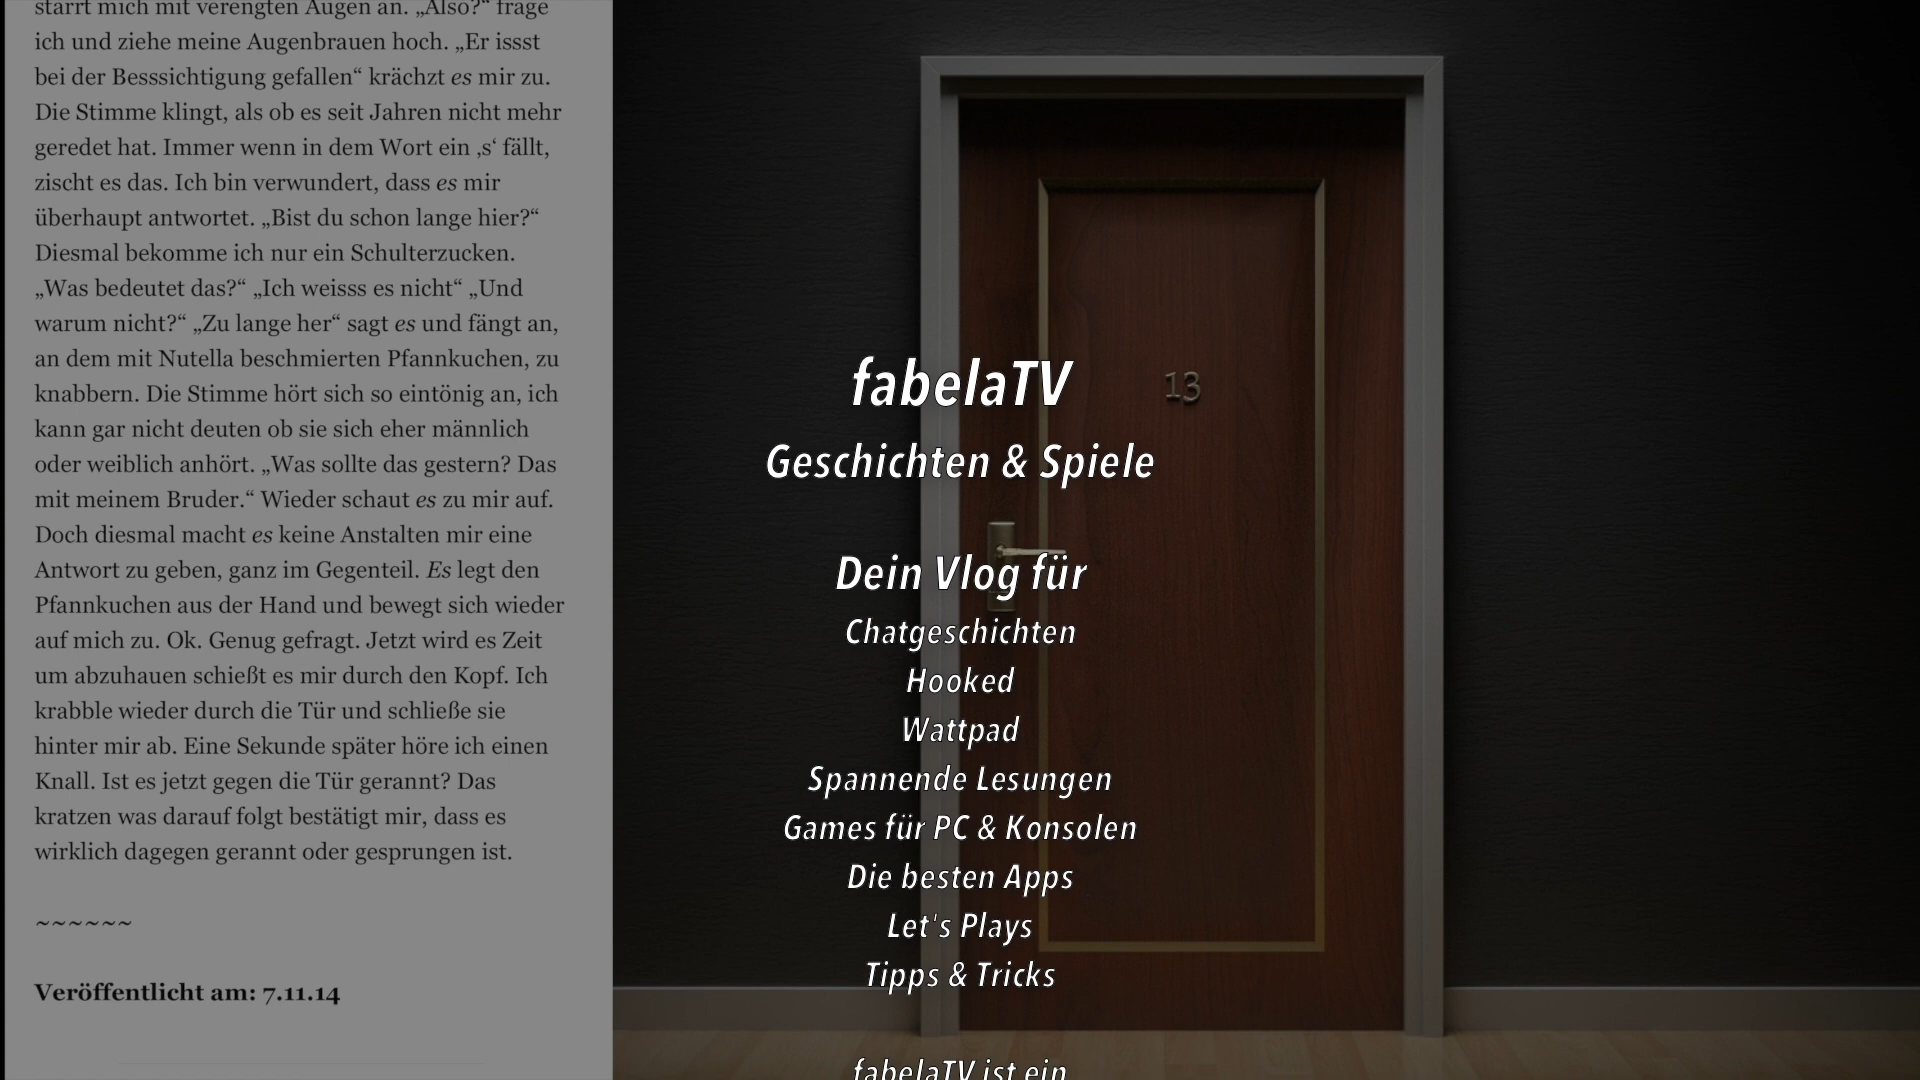 starrt mich mit verengten Augen an. „Also?“ frage
ich und ziehe meine Augenbrauen hoch. „Er issst
bei der Besssichtigung gefallen“ krächzt es mir zu.
Die Stimme klingt, als ob es seit Jahren nicht mehr
geredet hat. Immer wenn in dem Wort ein ‚s‘ fällt,
zischt es das. Ich bin verwundert, dass es mir
überhaupt antwortet. „Bist du schon lange hier?“
Diesmal bekomme ich nur ein Schulterzucken.
„Was bedeutet das?“ „Ich weisss es nicht“ „Und
warum nicht?“ „Zu lange her“ sagt es und fängt an,
an dem mit Nutella beschmierten Pfannkuchen, zu
knabbern. Die Stimme hört sich so eintönig an, ich
kann gar nicht deuten ob sie sich eher männlich
oder weiblich anhört. „Was sollte das gestern? Das
mit meinem Bruder.“ Wieder schaut es zu mir auf.
Doch diesmal macht es keine Anstalten mir eine
Antwort zu geben, ganz im Gegenteil. Es legt den
Pfannkuchen aus der Hand und bewegt sich wieder
auf mich zu. Ok. Genug gefragt. Jetzt wird es Zeit
um abzuhauen schießt es mir durch den Kopf. Ich
krabble wieder durch die Tür und schließe sie
hinter mir ab. Eine Sekunde später höre ich einen
Knall. Ist es jetzt gegen die Tür gerannt? Das
kratzen was darauf folgt bestätigt mir, dass es
wirklich dagegen gerannt oder gesprungen ist.
~~~~~~
Veröffentlicht am: 7.11.14
13
fabelaTV
Geschichten & Spiele
Dein Vlog für
Chatgeschichten
Hooked
Wattpad
Spannende Lesungen
Games für PC & Konsolen
Die besten Apps
Let's Plays
Tipps & Tricks
fabelaTV ist ein